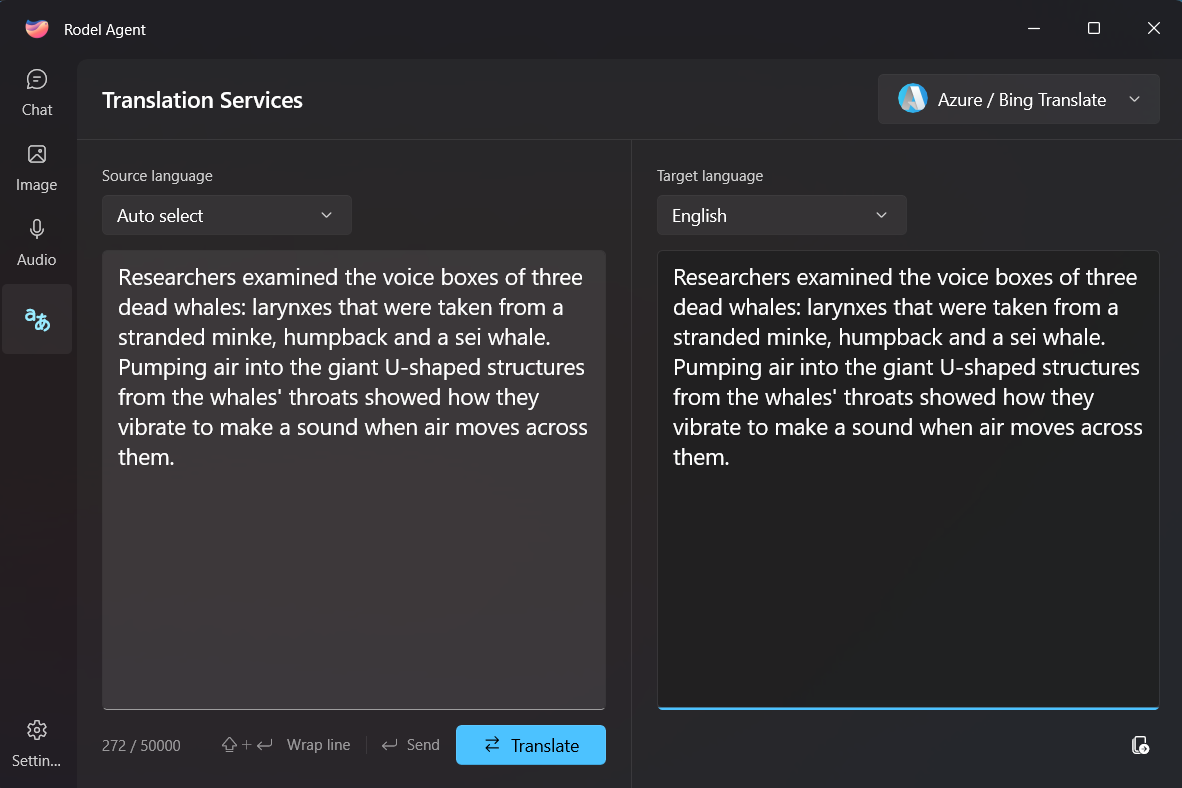 Rodel Agent
Chat
Image
Audio
aあ
Settin...
Translation Services
Azure / Bing Translate
Source language
Auto select
Researchers examined the voice boxes of three
dead whales: larynxes that were taken from a
stranded minke, humpback and a sei whale.
Pumping air into the giant U-shaped structures
from the whales' throats showed how they
vibrate to make a sound when air moves across
them.
272 / 50000
+
Wrap line
Send
Translate
Target language
English
Researchers examined the voice boxes of three
dead whales: larynxes that were taken from a
stranded minke, humpback and a sei whale.
Pumping air into the giant U-shaped structures
from the whales' throats showed how they
vibrate to make a sound when air moves across
them.